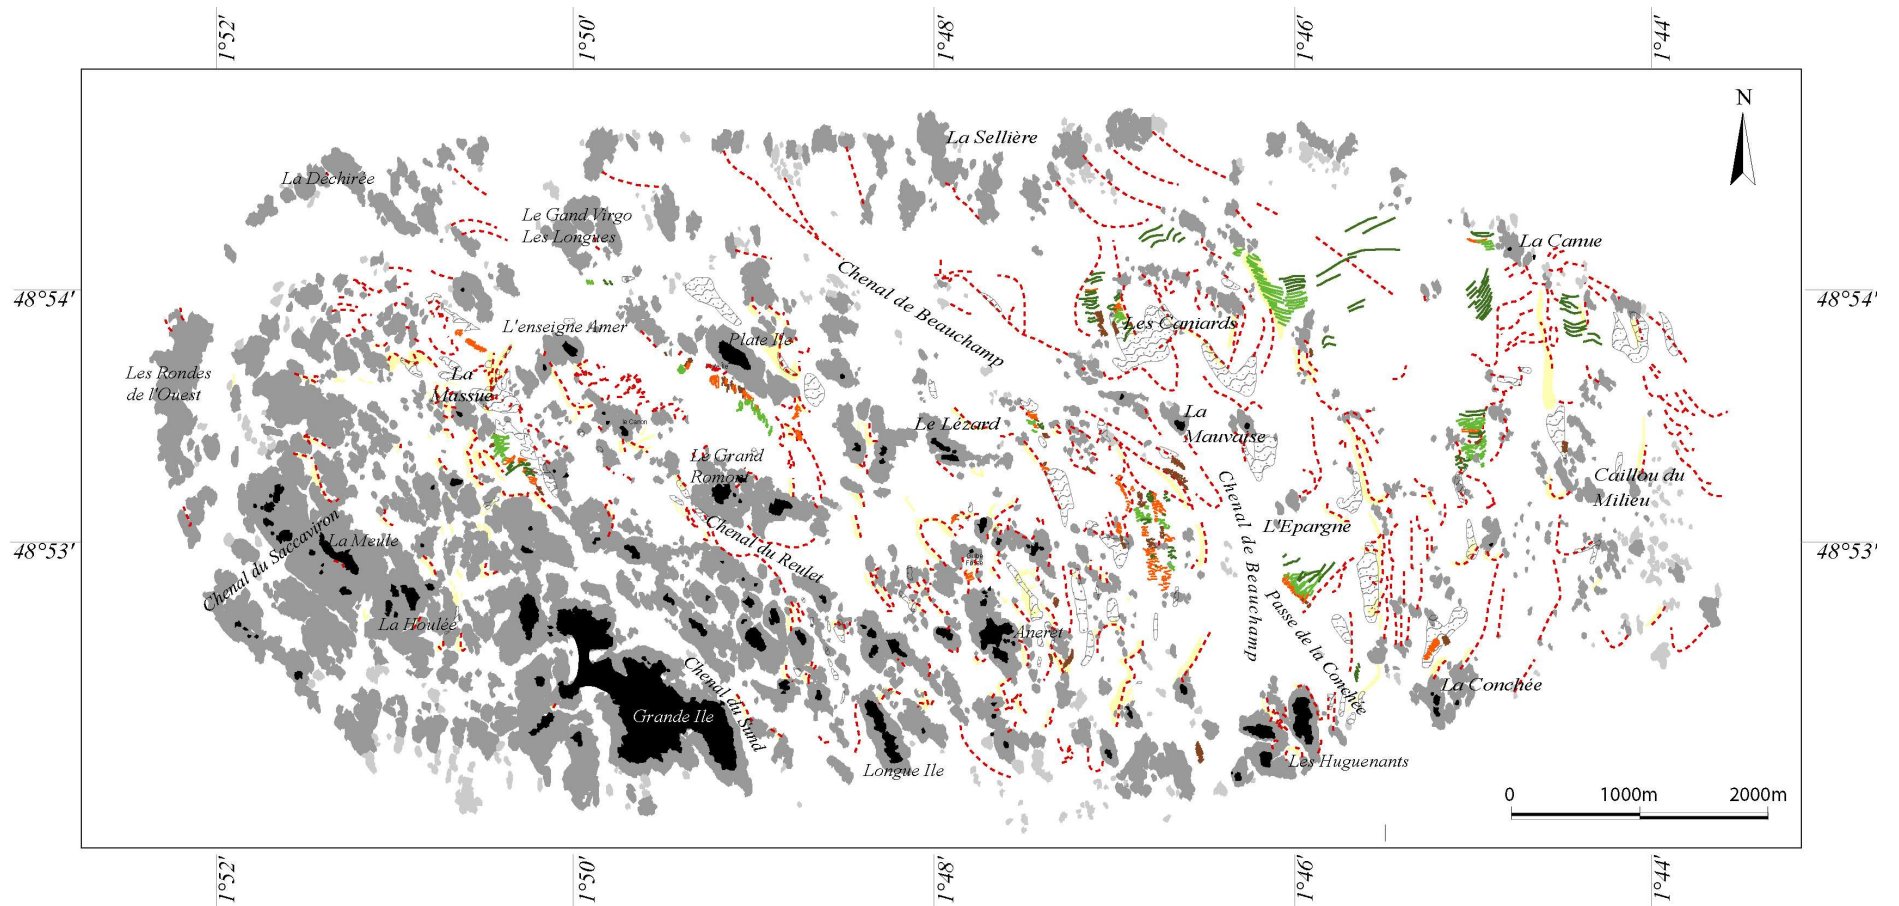 1°52'
1°50'
1°48'
1°46'
1°44'
N
La Sellière
La Déchirée
Le Gand Virgo
Les Longues
La Canue
Chenal de Beauchamp
48°54'
48°54'
L'enseigne Amer
Les Caniards
Plate Ile
Les Rondes
de l'Ouest
La
Massue
La
Mauvaise
le Canon
Le Lézard
Le Grand
Romont
Caillou du
Milieu
Chenal de Beauchamp
L'Epargne
Chenal du Saccaviron
La Meule
Chenal du Reulet
48°53'
48°53'
La Houlée
Aneret
Passe de la Conchée
Chenal du Sund
La Conchée
Grande Ile
Longue Ile
Les Huguenants
0
1000m
2000m
1°52'
1°50'
1°48'
1°46'
1°44'